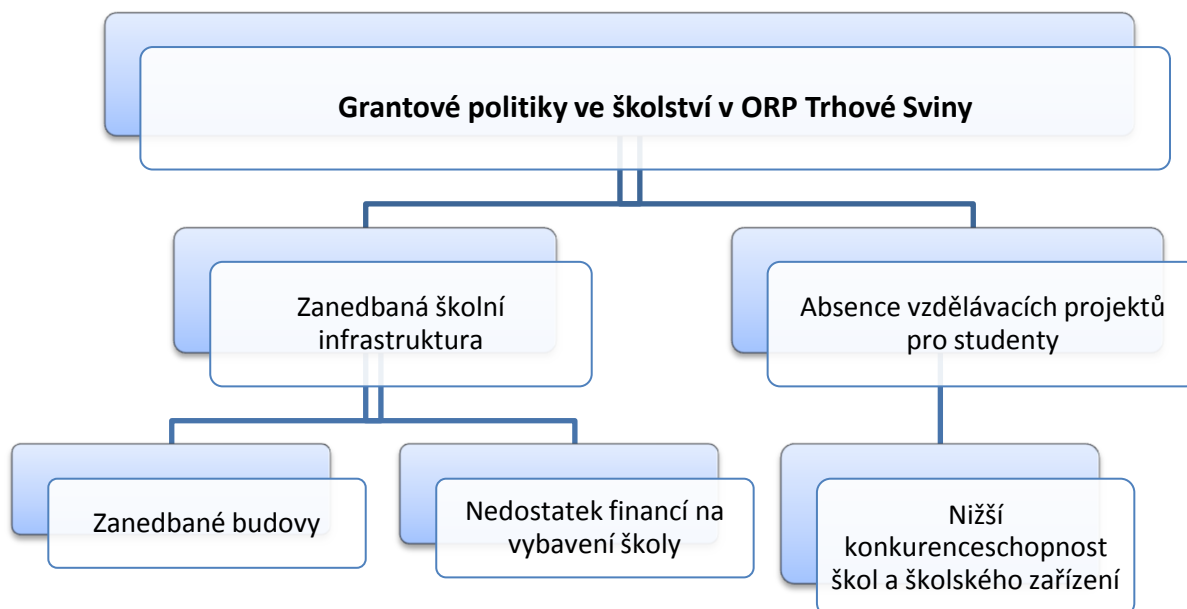 Grantové politiky ve školství v ORP Trhové Sviny
Zanedbaná školní
infrastruktura
Absence vzdělávacích projektů
pro studenty
Zanedbané budovy
Nedostatek financí na
vybavení školy
Nižší
konkurenceschopnost
škol a školského zařízení